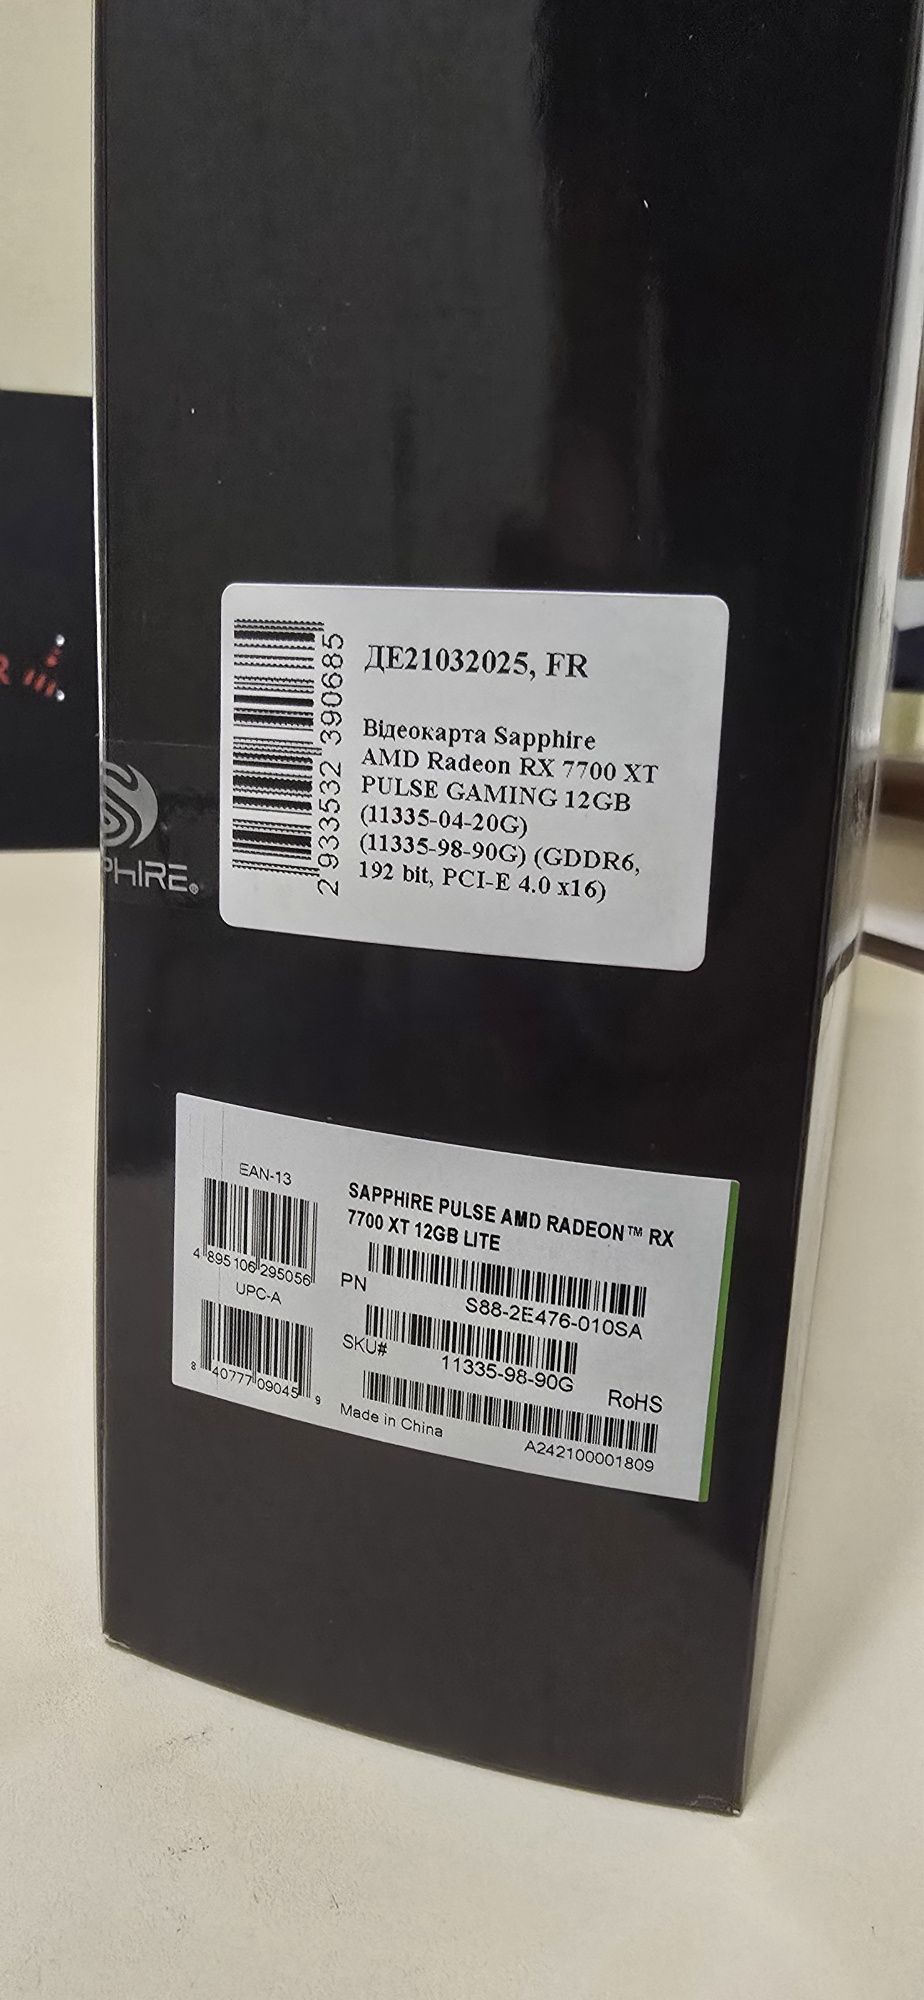 ДЕ21032025, FR
2 933532 390685
Відеокарта Sapphire
AMD Radeon RX 7700 XT
PULSE GAMING 12GB
(11335-04-20G)
(11335-98-90G) (GDDR6,
192 bit, PCI-E 4.0 x16)
PHIRE®
EAN-13
4 895106 295056
UPC-A
8 40777 09045 9
SAPPHIRE PULSE AMD RADEON™ RX
7700 XT 12GB LITE
PN
S88-2E476-010SA
SKU#
11335-98-90G
RoHS
Made in China
A242100001809